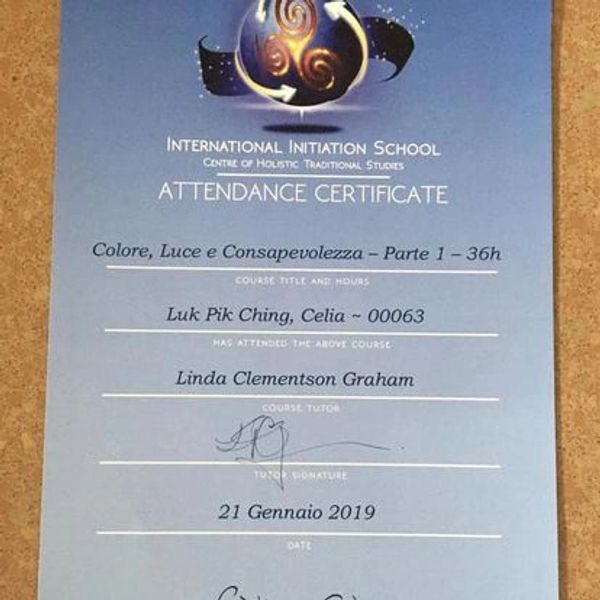 INTERNATIONAL INITIATION SCHOOL
CENTRE OF HOLISTIC TRADITIONAL STUDIES
ATTENDANCE CERTIFICATE
Colore, Luce e Consapevolezza – Parte 1 – 36h
COURSE TITLE AND HOURS
Luk Pik Ching, Celia ~ 00063
HAS ATTENDED THE ABOVE COURSE
Linda Clementson Graham
COURSE TUTOR
TUTOR SIGNATURE
21 Gennaio 2019
DATE